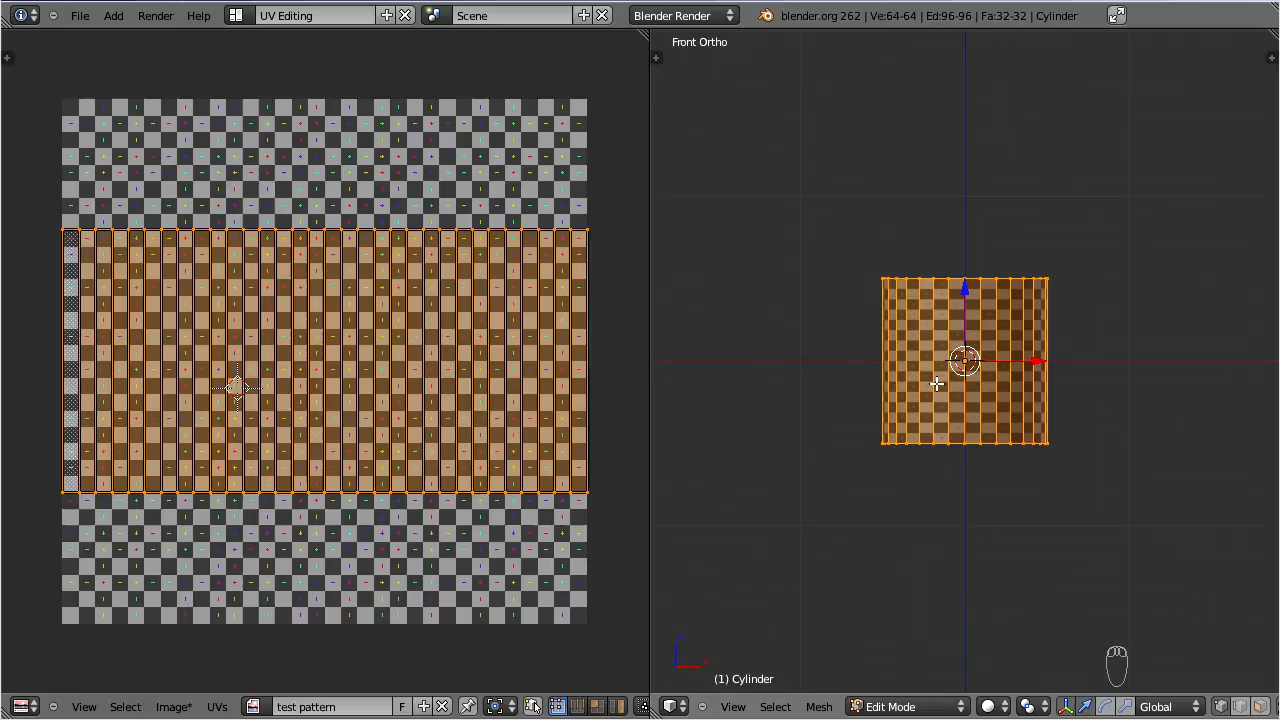 File Add Render Help UV Editing Scene Blender Render blender.org 262 | Ve:64-64 | Ed:96-96 | Fa:32-32 | Cylinder
Front Ortho
(1) Cylinder
View Select Image* UVs test pattern F View Select Mesh Edit Mode Global